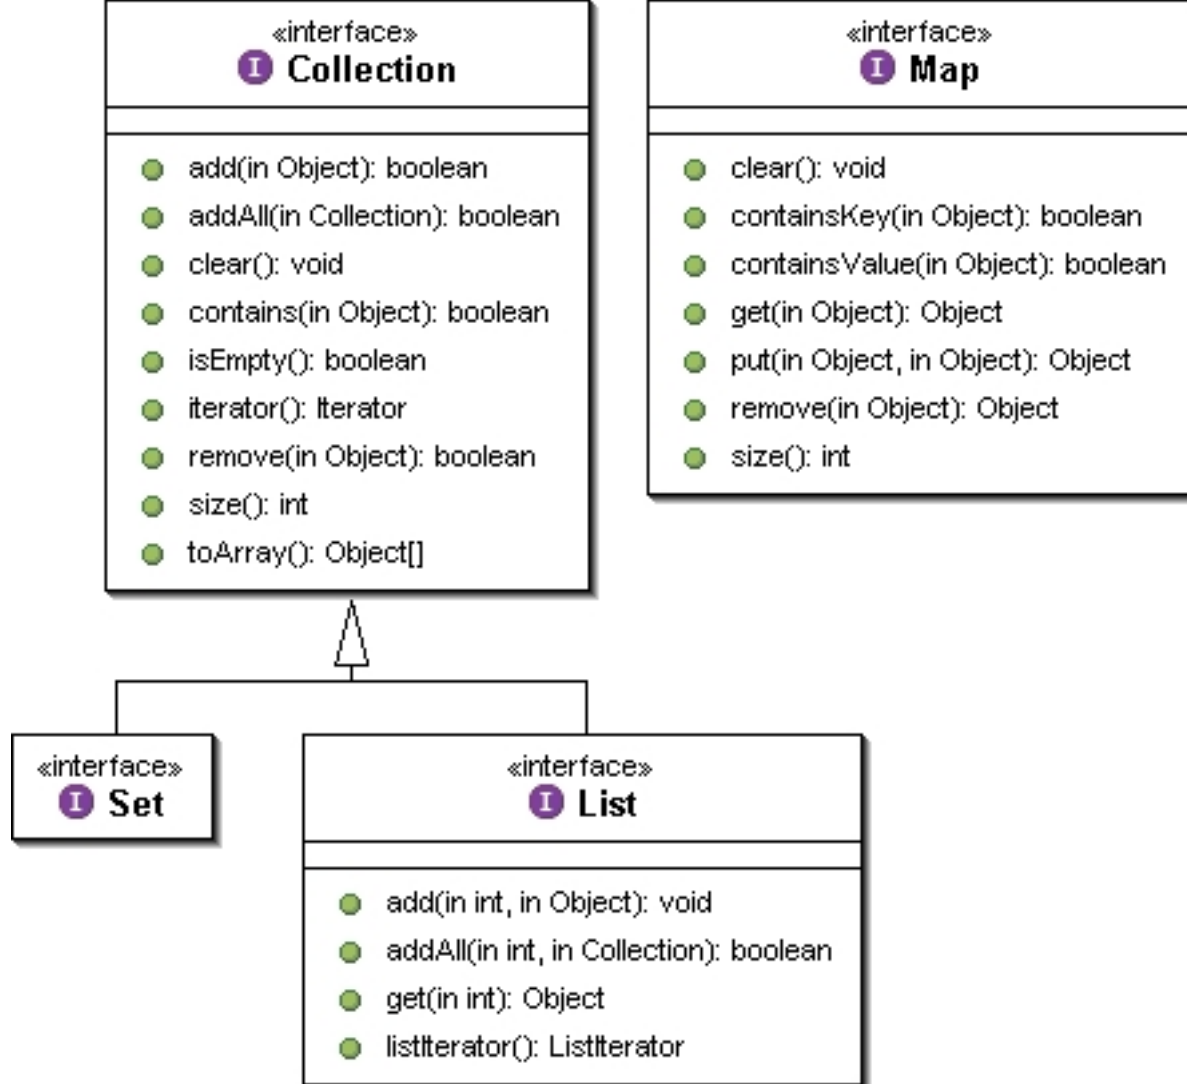 «interface»
I Collection
add(in Object): boolean
addAll(in Collection): boolean
clear(): void
contains(in Object): boolean
isEmpty(): boolean
iterator(): Iterator
remove(in Object): boolean
size(): int
toArray(): Object[]
«interface»
I Map
clear(): void
containsKey(in Object): boolean
containsValue(in Object): boolean
get(in Object): Object
put(in Object, in Object): Object
remove(in Object): Object
size(): int
«interface»
I Set
«interface»
I List
add(in int, in Object): void
addAll(in int, in Collection): boolean
get(in int): Object
listIterator(): ListIterator